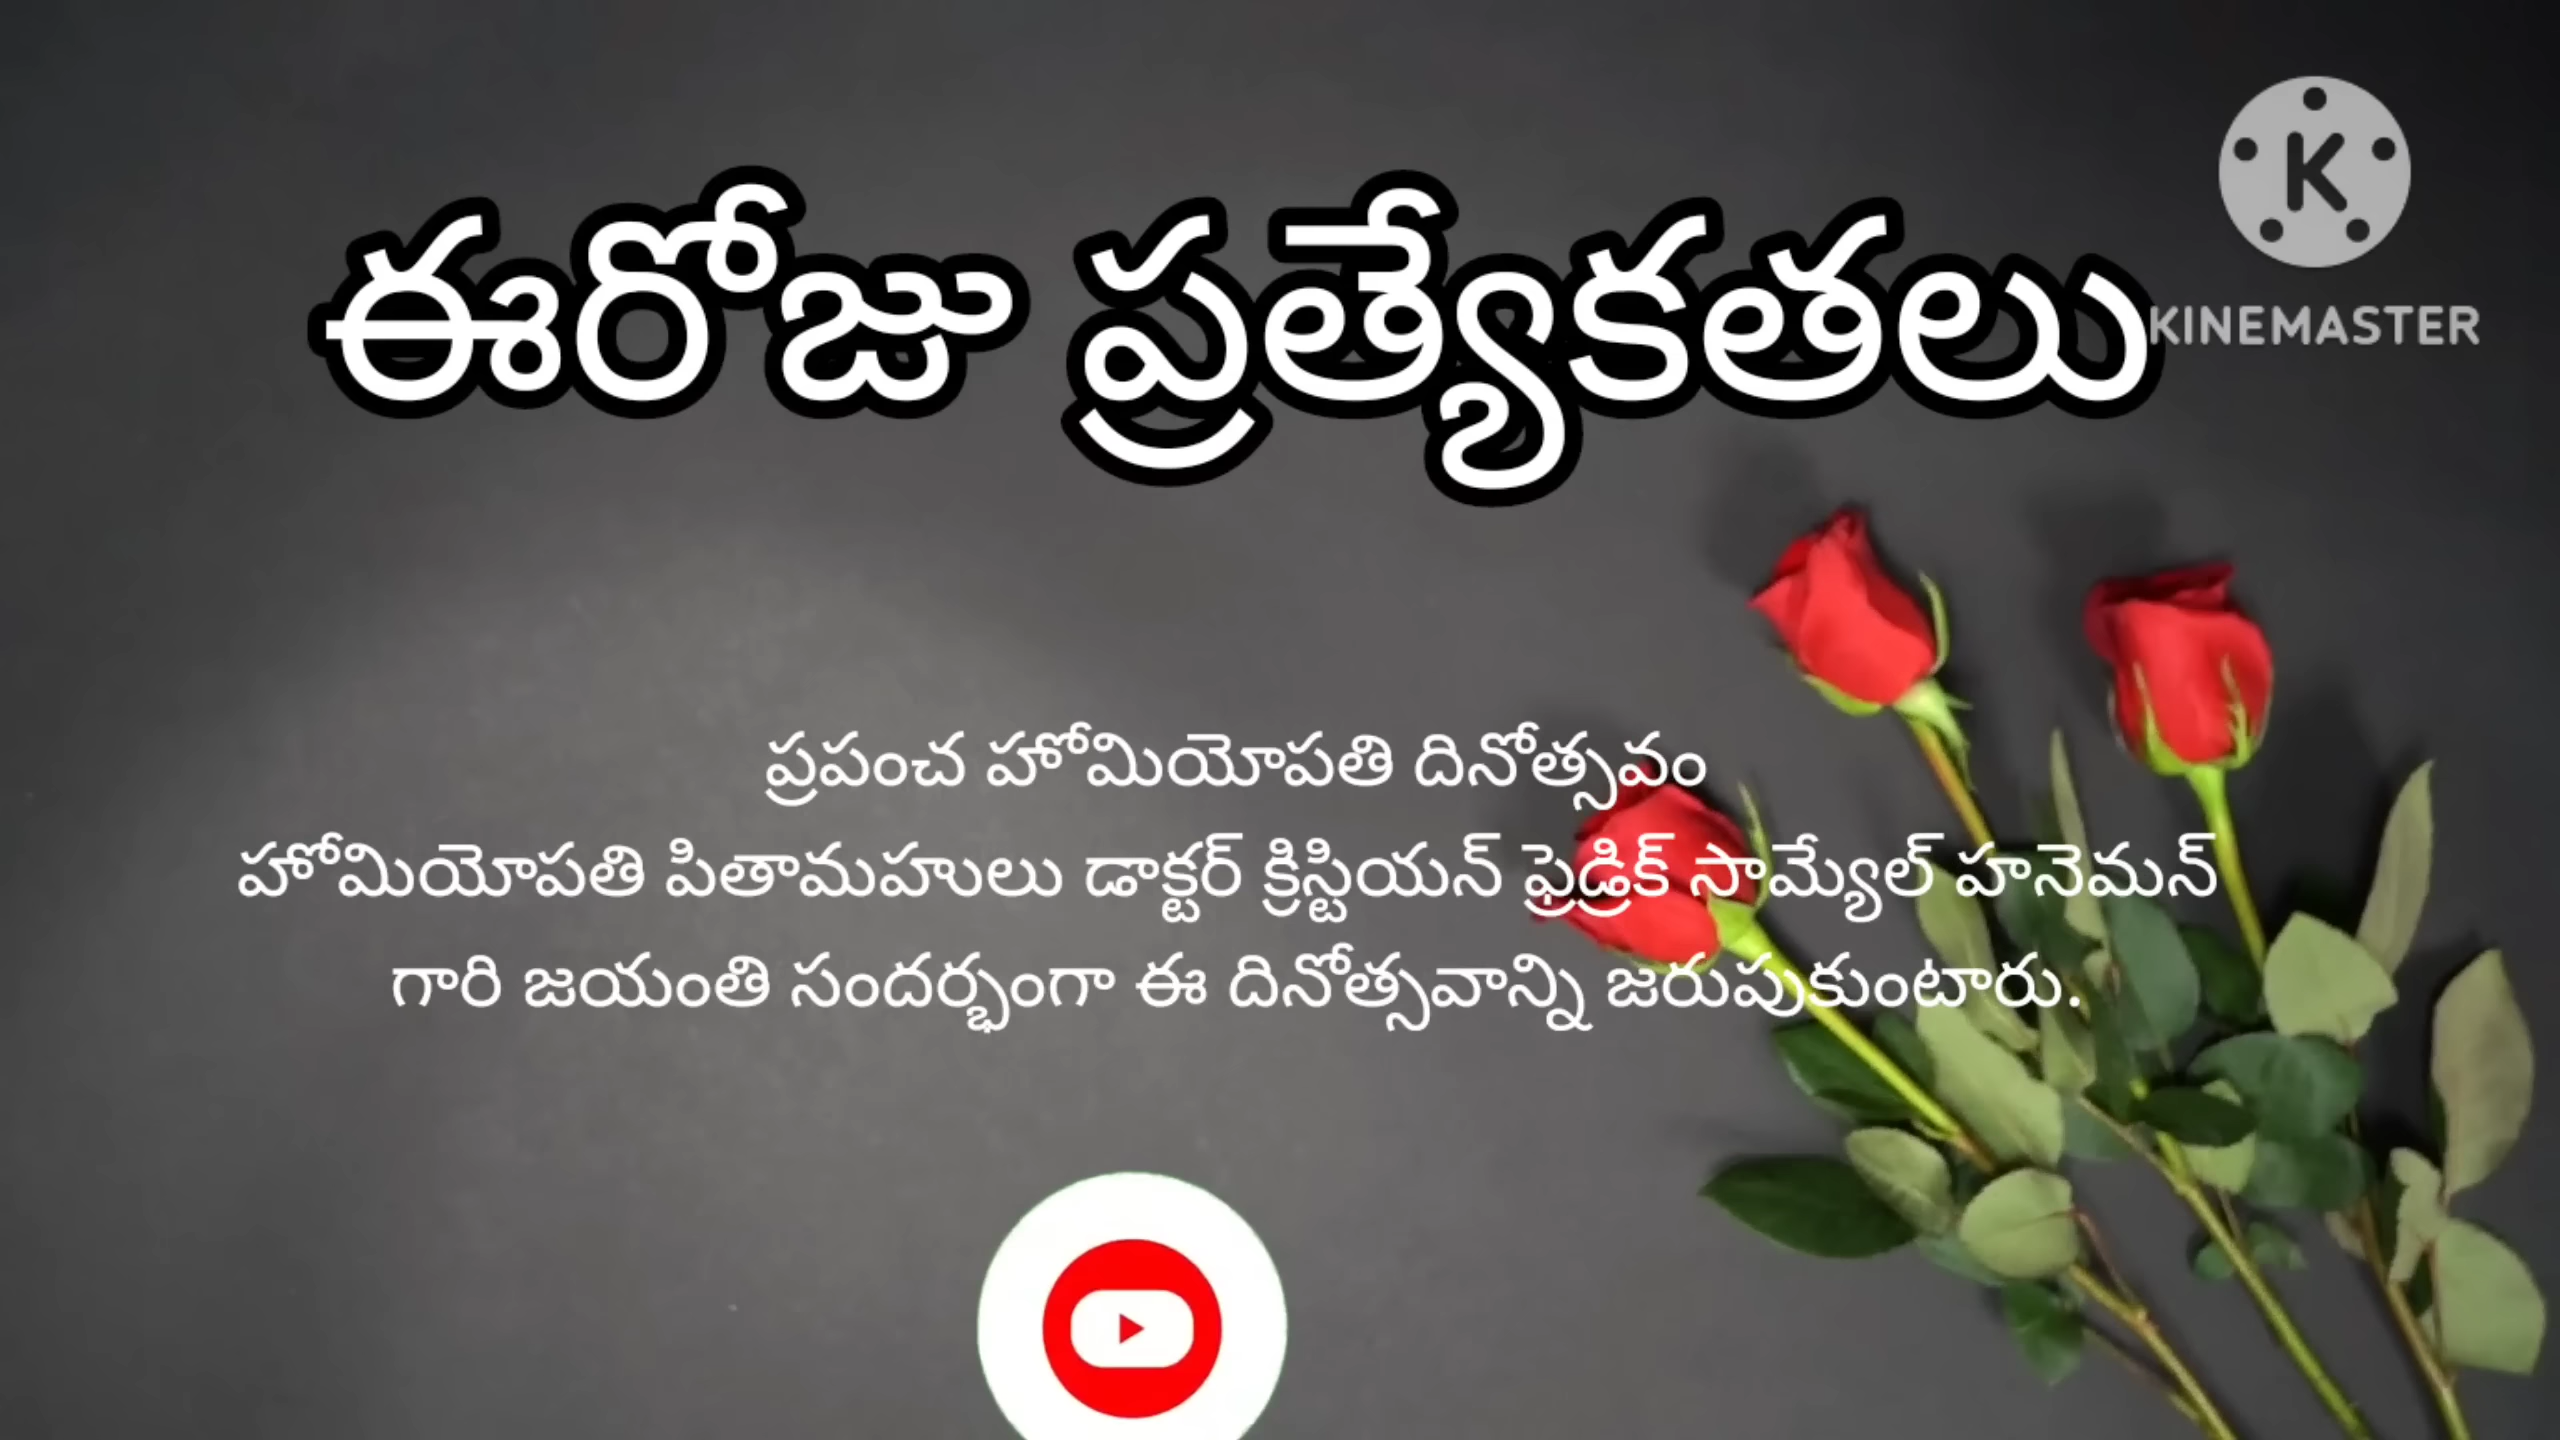 ఈరోజు ప్రత్యేకతలు
KINEMASTER
ప్రపంచ హోమియోపతి దినోత్సవం
హోమియోపతి పితామహులు డాక్టర్ క్రిస్టియన్ ఫ్రెడ్రిక్ సామ్యేల్ హనెమన్
గారి జయంతి సందర్భంగా ఈ దినోత్సవాన్ని జరుపుకుంటారు.